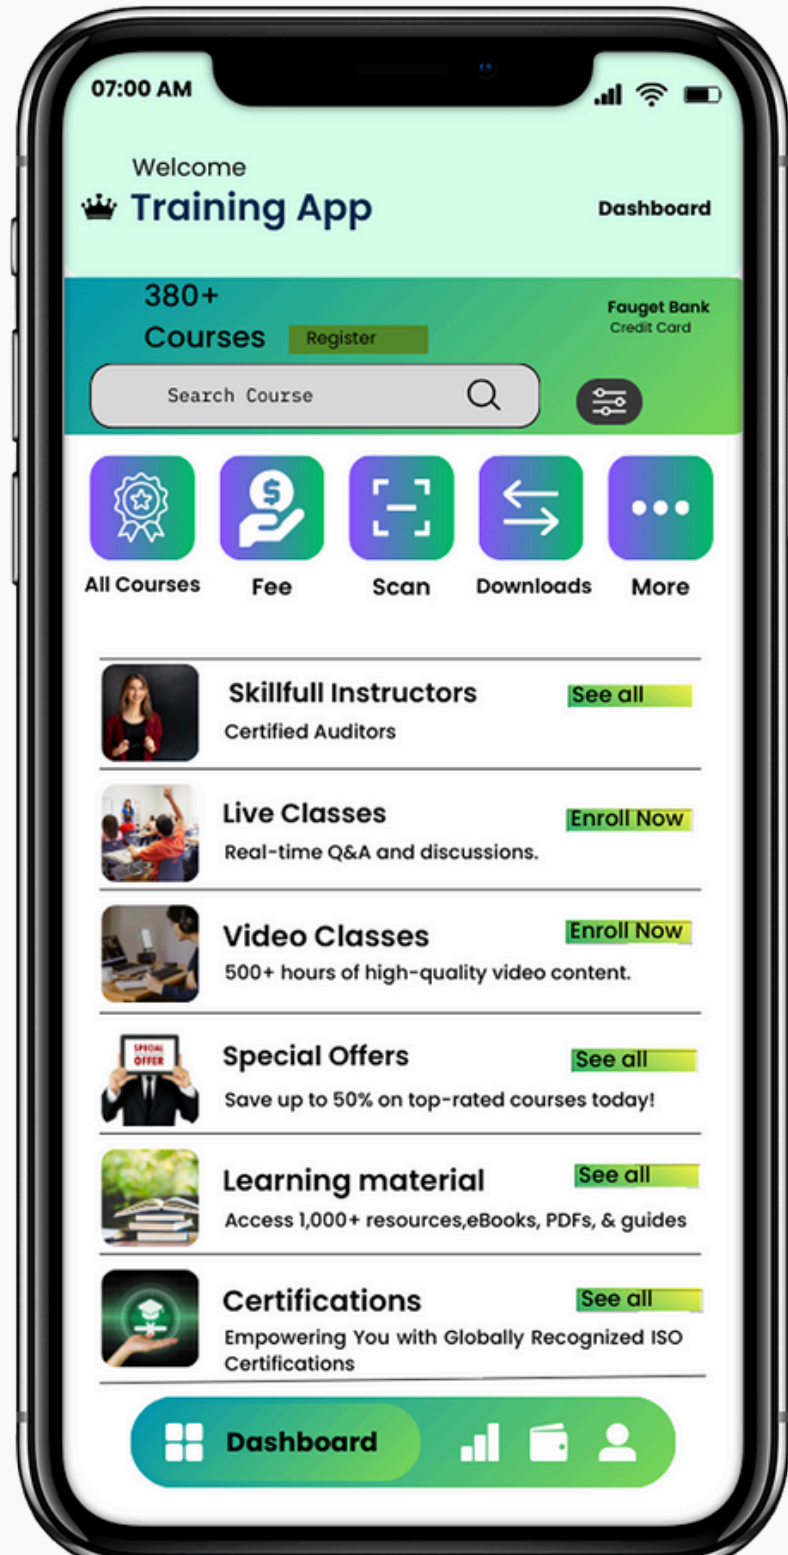 07:00 AM
Welcome
Training App
Dashboard
380+
Courses
Register
Fauget Bank
Credit Card
Search Course
All Courses
Fee
Scan
Downloads
More
Skillfull Instructors
See all
Certified Auditors
Live Classes
Enroll Now
Real-time Q&A and discussions.
Video Classes
Enroll Now
500+ hours of high-quality video content.
SPECIAL
OFFER
Special Offers
See all
Save up to 50% on top-rated courses today!
Learning material
See all
Access 1,000+ resources,eBooks, PDFs, & guides
Certifications
See all
Empowering You with Globally Recognized ISO
Certifications
Dashboard